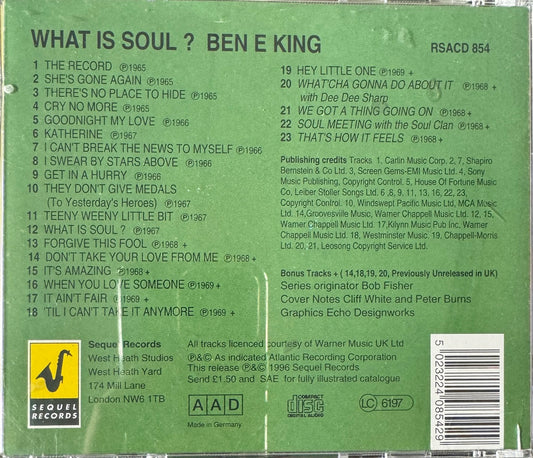 WHAT IS SOUL ? BEN E KING
RSACD 854
1 THE RECORD ℗1965
2 SHE'S GONE AGAIN ℗1965
3 THERE'S NO PLACE TO HIDE ℗1965
4 CRY NO MORE ℗1965
5 GOODNIGHT MY LOVE ℗1965
6 KATHERINE ℗1967
7 I CAN'T BREAK THE NEWS TO MYSELF ℗1965
8 I SWEAR BY STARS ABOVE ℗1966
9 GET IN A HURRY ℗1966
10 THEY DON'T GIVE MEDALS
(To Yesterday's Heroes) ℗1966
11 TEENY WEENY LITTLE BIT ℗1967
12 WHAT IS SOUL? ℗1967
13 FORGIVE THIS FOOL ℗1968 +
14 DON'T TAKE YOUR LOVE FROM ME ℗1968 +
15 IT'S AMAZING ℗1968 +
16 WHEN YOU LOVE SOMEONE ℗1969 +
17 IT AIN'T FAIR ℗1969 +
18 'TIL I CAN'T TAKE IT ANYMORE ℗1969 +
19 HEY LITTLE ONE ℗1969 +
20 WHAT'CHA GONNA DO ABOUT IT ℗1968 +
with Dee Dee Sharp
21 WE GOT A THING GOING ON ℗1968 +
22 SOUL MEETING with the Soul Clan ℗1968 +
23 THAT'S HOW IT FEELS ℗1968 +
Publishing credits Tracks 1. Carlin Music Corp. 2, 7, Shapiro
Bernstein & Co Ltd. 3, Screen Gems-EMI Music Ltd. 4, Sony
Music Publishing, Copyright Control. 5, House Of Fortune Music
Co, Leiber Stoller Songs Ltd. 6, 8, 9, 11, 13, 16, 22, 23,
Copyright Control. 10, Windswept Pacific Music Ltd, MCA Music
Ltd. 14,Groovesville Music, Warner Chappell Music Ltd. 12, 15,
Warner Chappell Music Ltd. 17,Klynn Music Pub Inc., Warner
Chappell Music Ltd. 18, Westminster Music. 19, Chappell-Morris
Ltd. 20, 21, Leosong Copyright Service Ltd.
Bonus Tracks + ( 14,18,19, 20, Previously Unreleased in UK)
Series originator Bob Fisher
Cover Notes Cliff White and Peter Burns
Graphics Echo Designworks
SEQUEL
RECORDS
Sequel Records
West Heath Studios
West Heath Yard
174 Mill Lane
London NW6 1TB
All tracks licenced courtesy of Warner Music UK Ltd
℗&© As indicated Atlantic Recording Corporation
This release ℗&© 1996 Sequel Records
Send £1.50 and SAE for fully illustrated catalogue
AAD
Made in Germany
COMPACT
disc
DIGITAL AUDIO
LC 6197
5 023224 085429